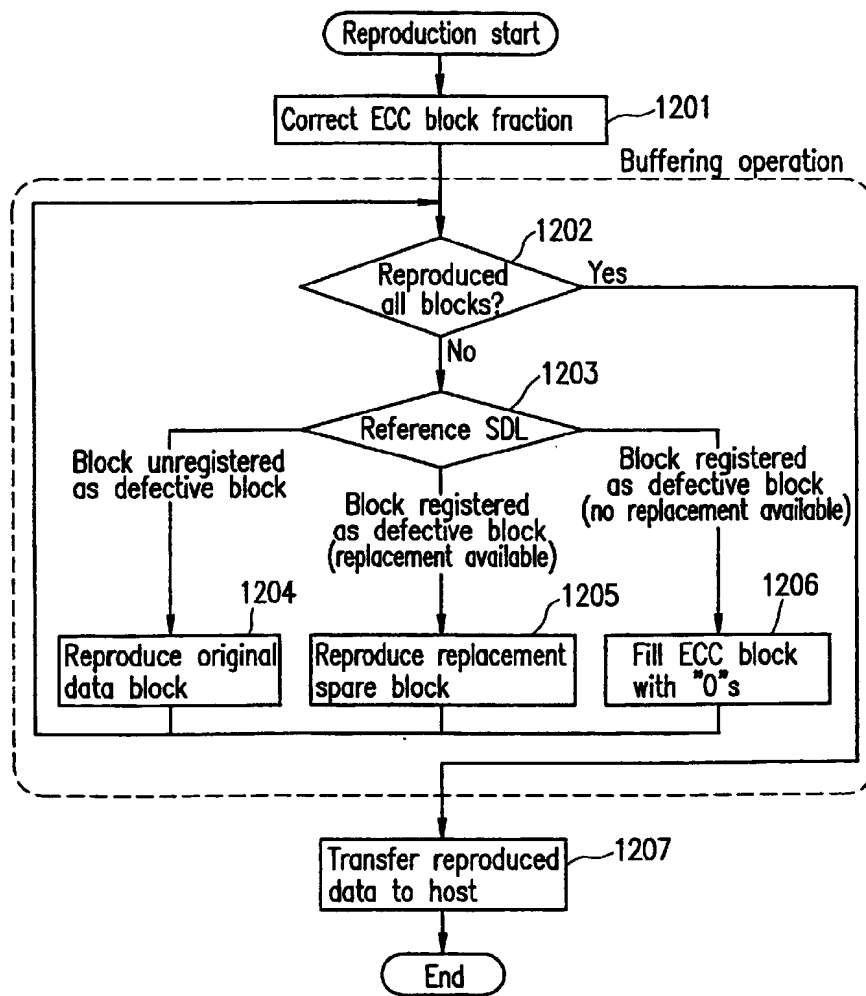 Reproduction start
1201
Correct ECC block fraction
Buffering operation
1202
Reproduced
all blocks?
Yes
No
1203
Reference SDL
Block unregistered
as defective block
Block registered
as defective block
(replacement available)
Block registered
as defective block
(no replacement available)
1204
Reproduce original
data block
1205
Reproduce replacement
spare block
1206
Fill ECC block
with "0"s
1207
Transfer reproduced
data to host
End